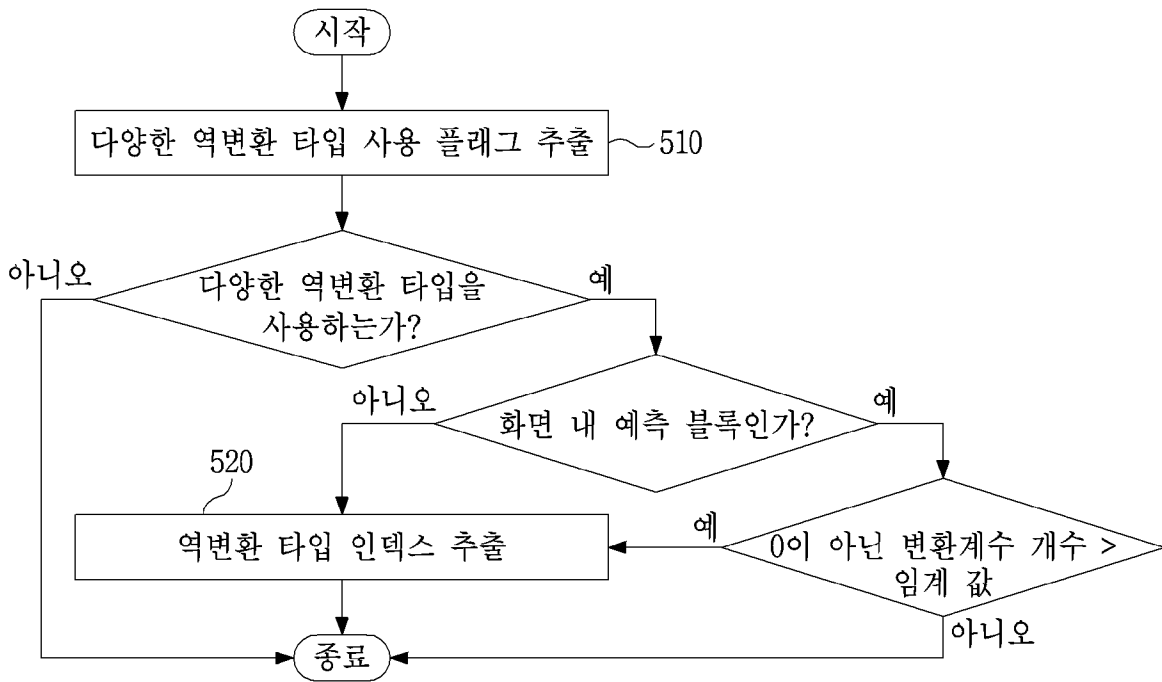 시작
다양한 역변환 타입 사용 플래그 추출
510
아니오
다양한 역변환 타입을
사용하는가?
예
아니오
화면 내 예측 블록인가?
예
520
역변환 타입 인덱스 추출
예
0이 아닌 변환계수 개수 >
임계 값
아니오
종료